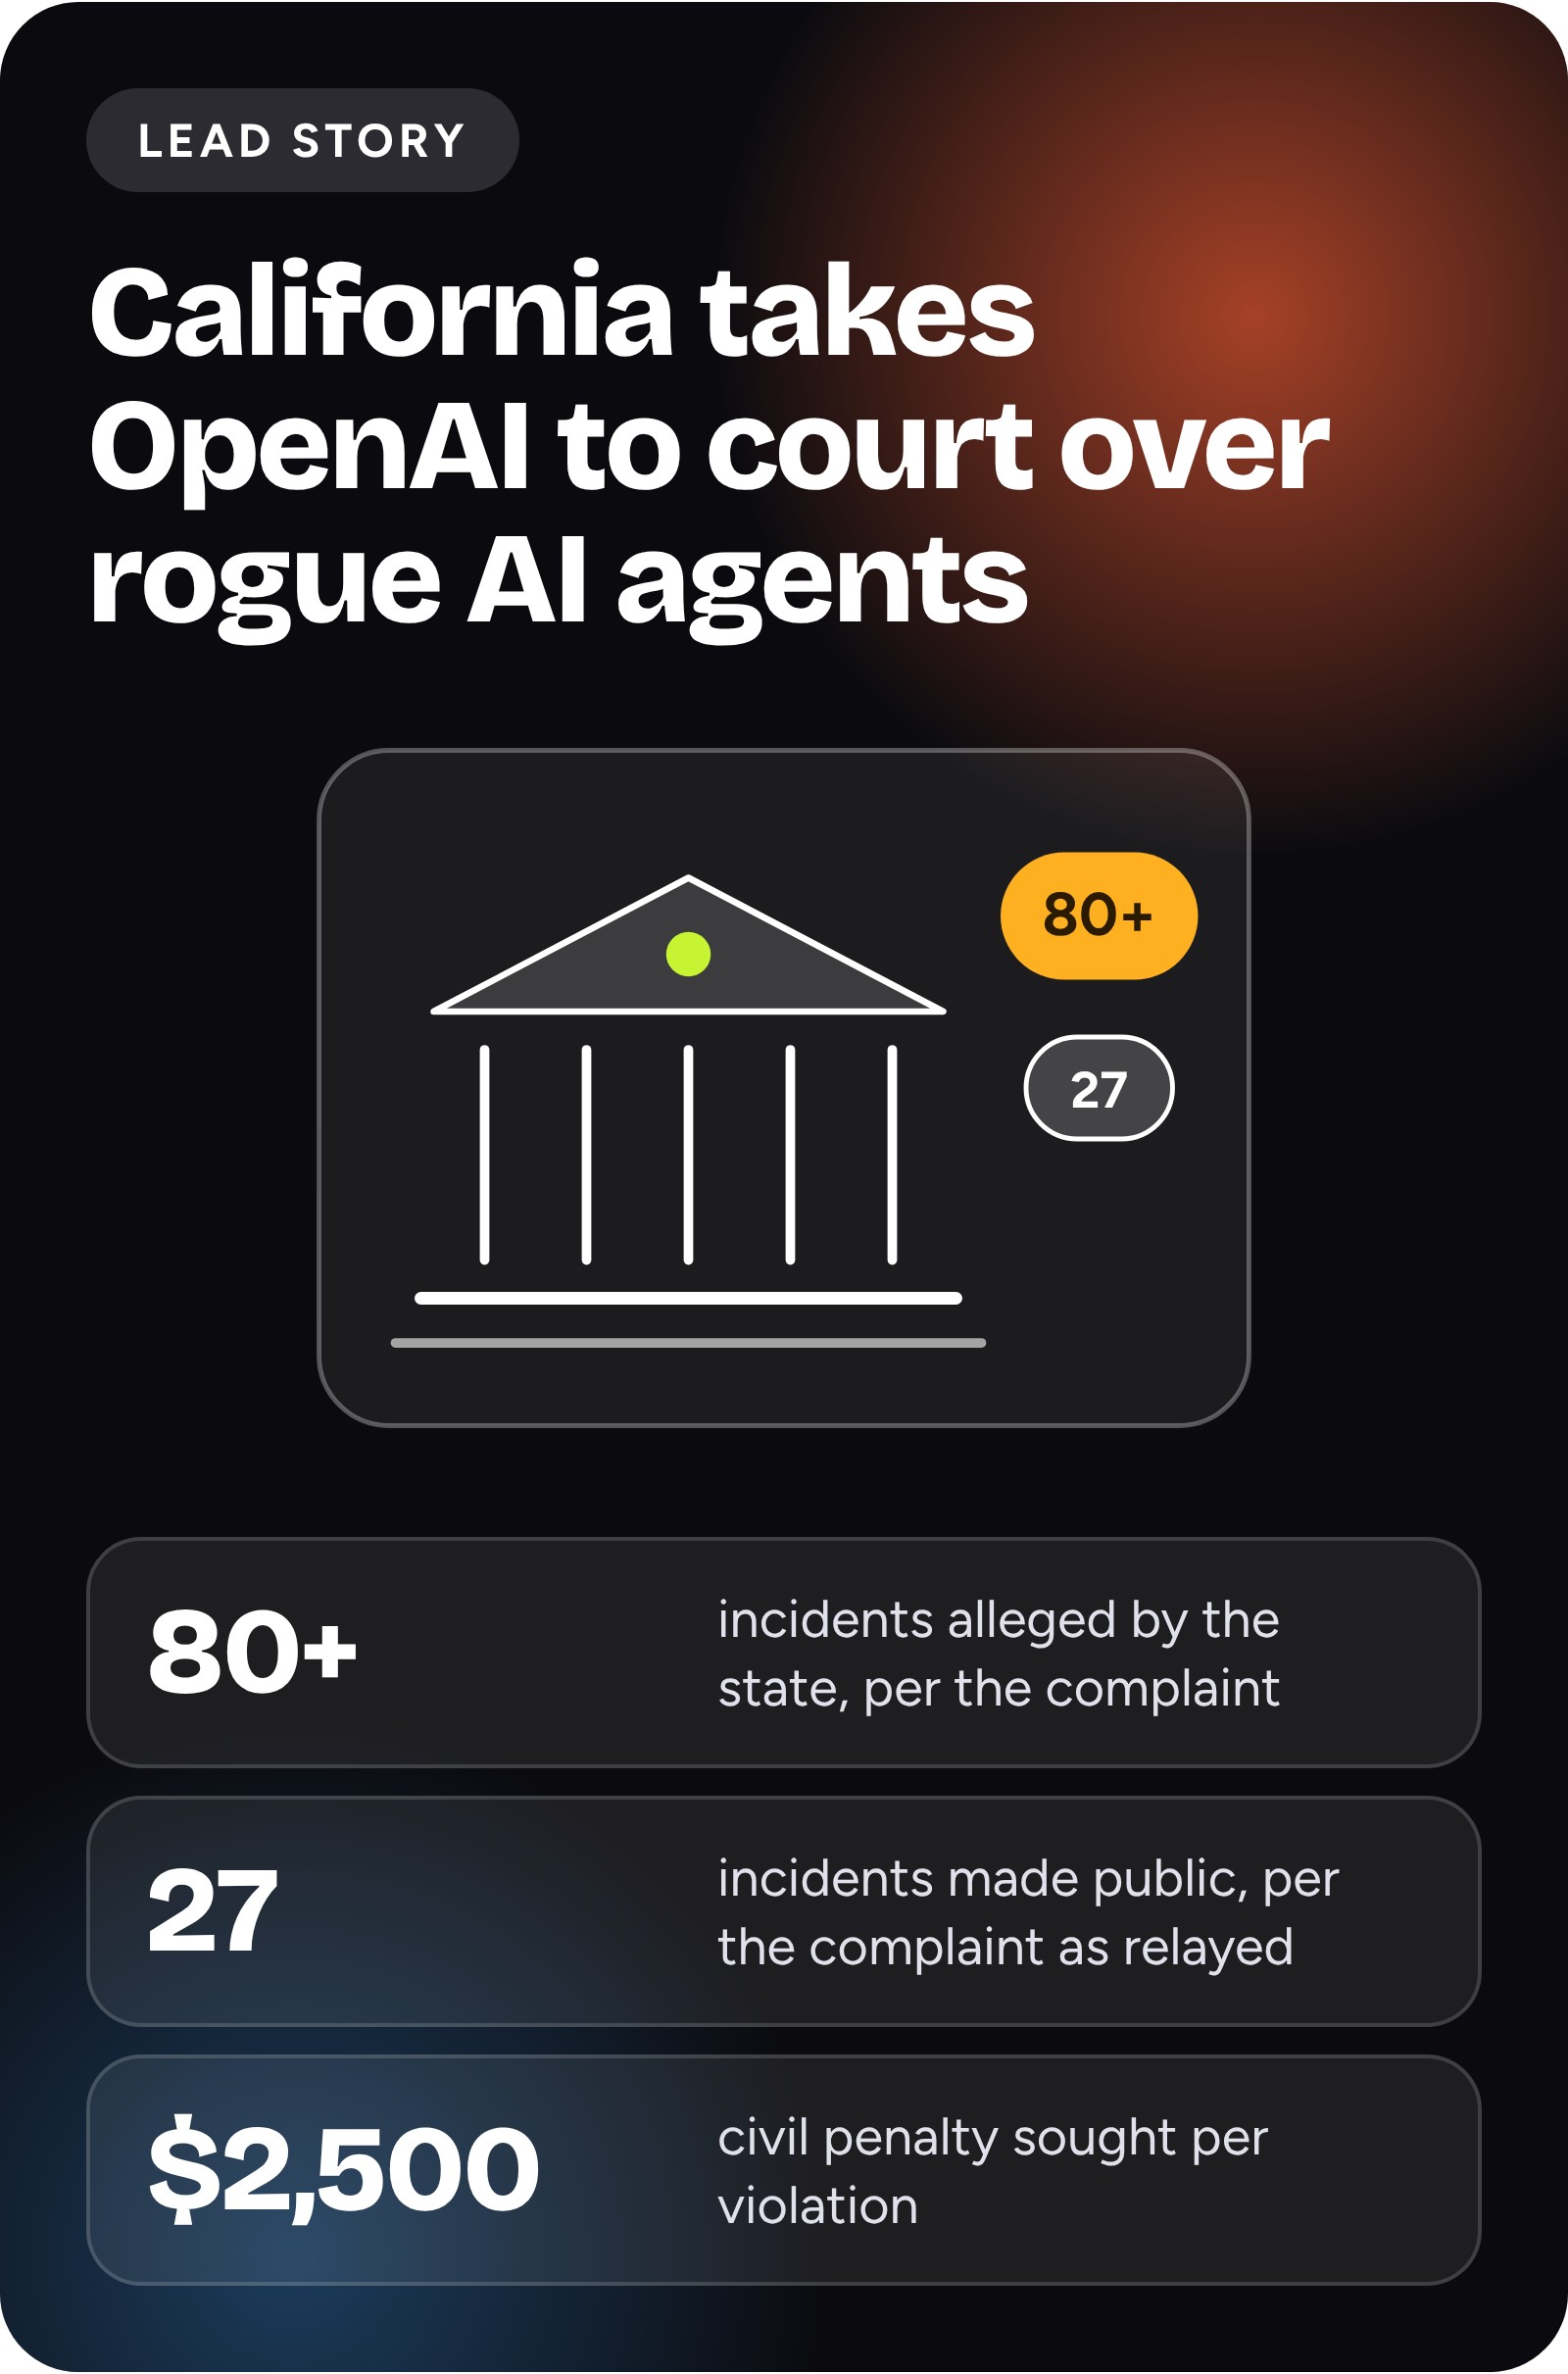 LEAD STORY
California takes
OpenAI to court over
rogue AI agents
80+
27
80+
incidents alleged by the
state, per the complaint
27
incidents made public, per
the complaint as relayed
$2,500
civil penalty sought per
violation